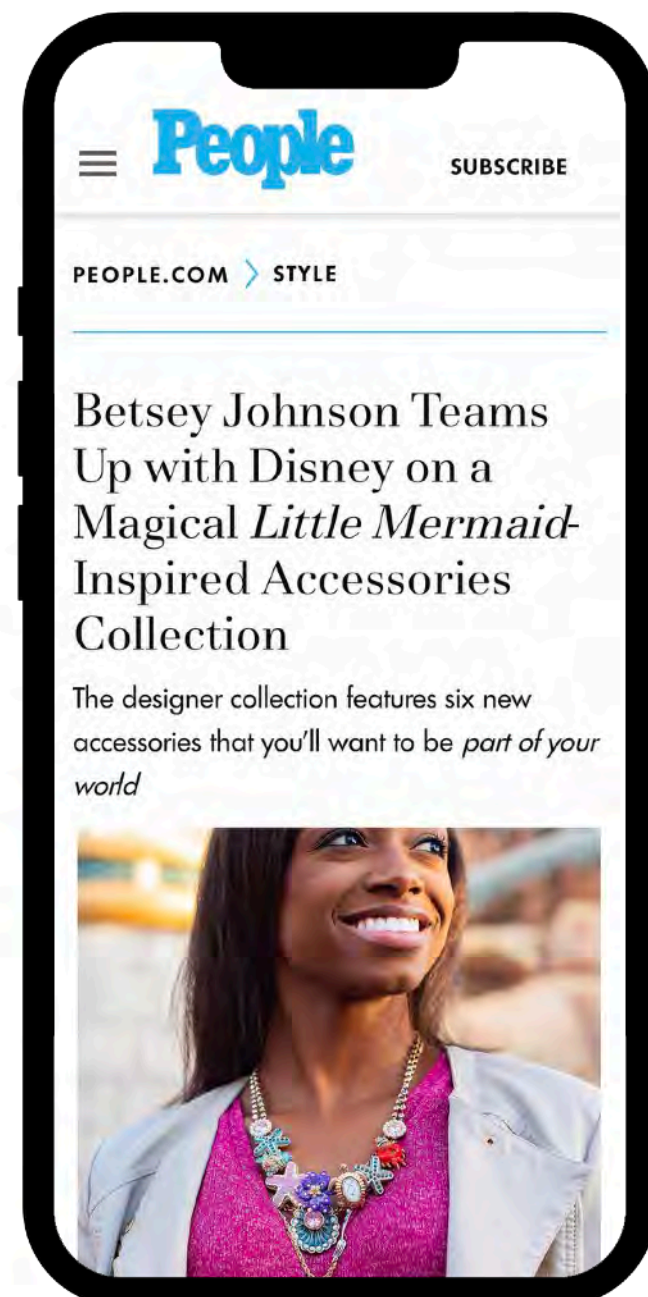 People
SUBSCRIBE
PEOPLE.COM > STYLE
Betsey Johnson Teams
Up with Disney on a
Magical Little Mermaid-
Inspired Accessories
Collection
The designer collection features six new
accessories that you'll want to be part of your
world